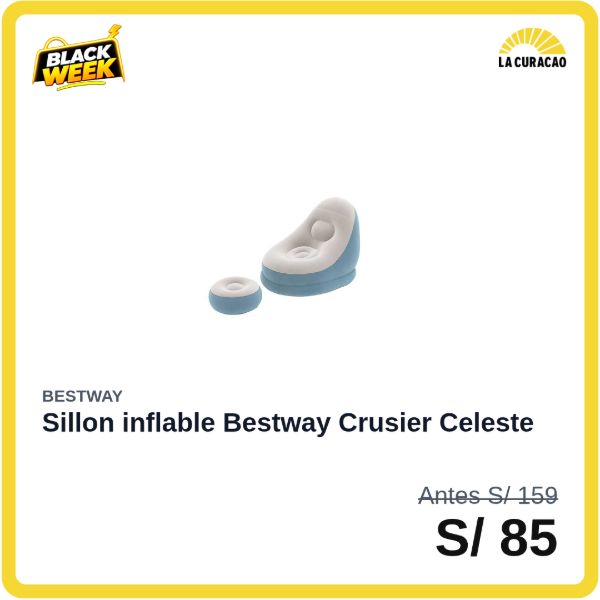 BLACK
WEEK
LA CURACAO
BESTWAY
Sillon inflable Bestway Crusier Celeste
Antes S/ 159
S/ 85